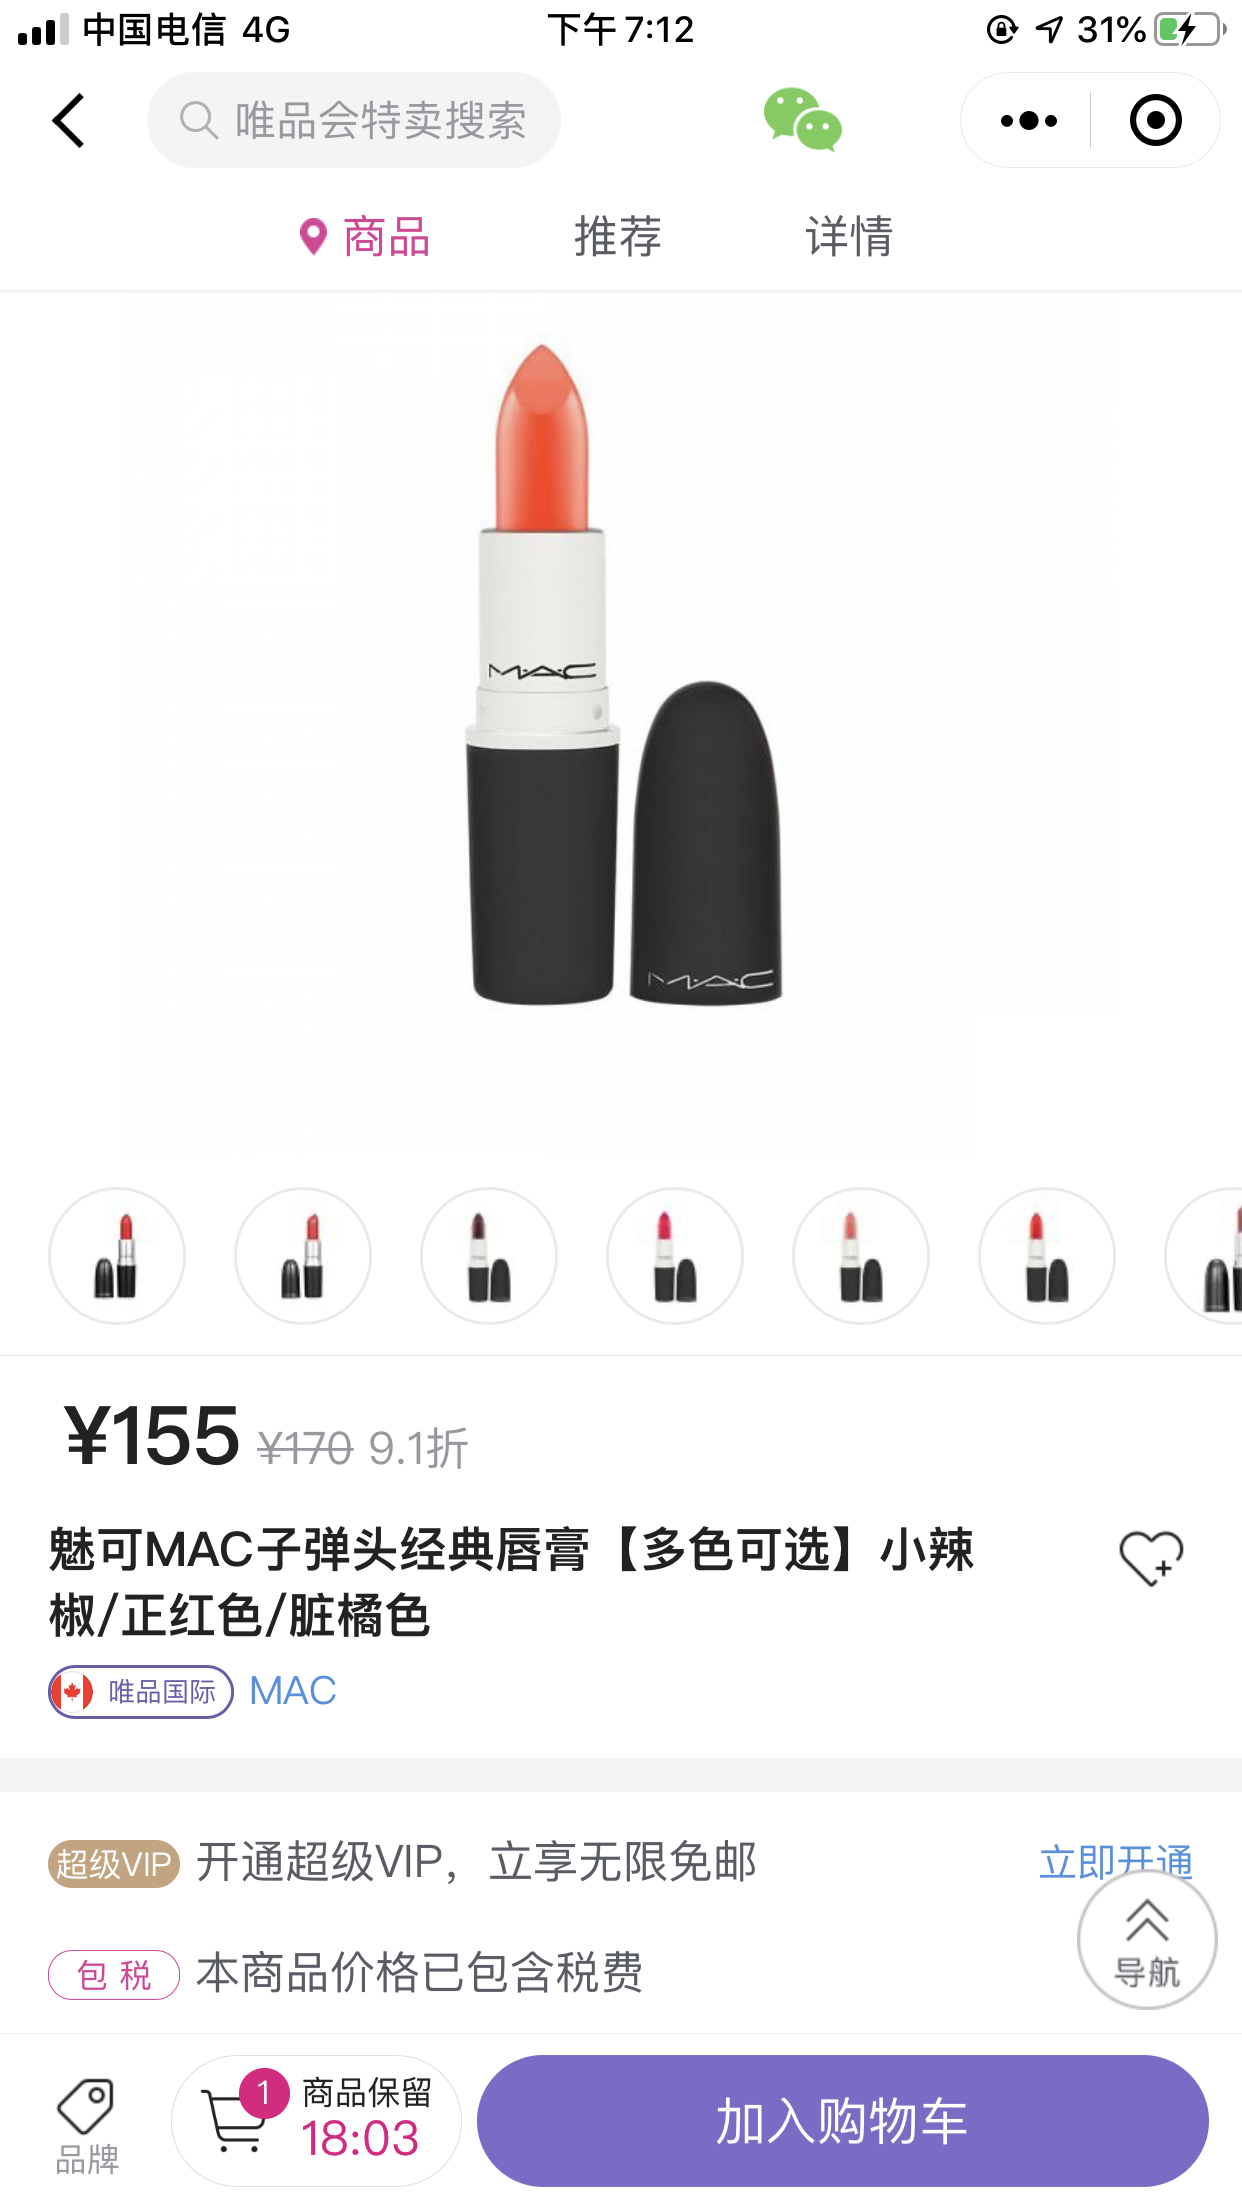 中国电信 4G 下午 7:12 31%
唯品会特卖搜索
商品 推荐 详情
MAC
MAC
¥155 ¥170 9.1折
魅可MAC子弹头经典唇膏【多色可选】小辣
椒/正红色/脏橘色
唯品国际 MAC
超级VIP 开通超级VIP，立享无限免邮 立即开通
包税 本商品价格已包含税费
导航
品牌
1
商品保留
18:03
加入购物车